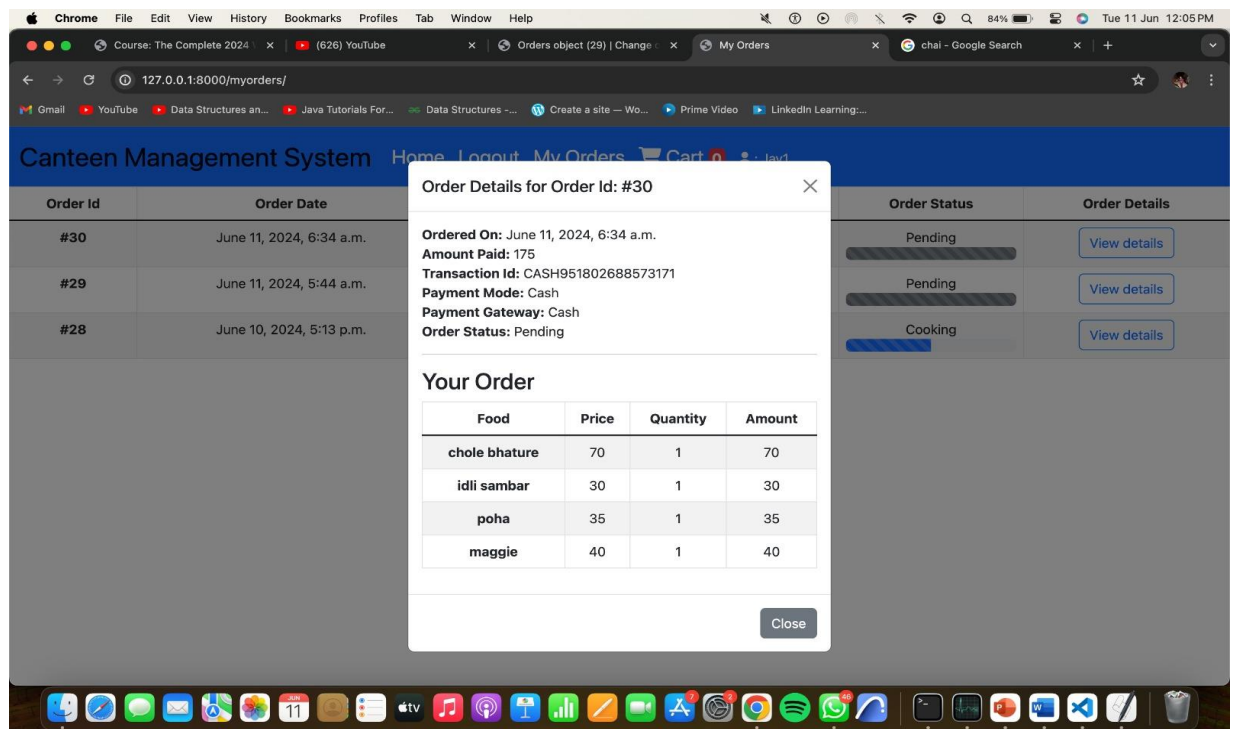 Chrome File Edit View History Bookmarks Profiles Tab Window Help 84% Tue 11 Jun 12:05 PM
Course: The Complete 2024 (626) YouTube Orders object (29) | Change My Orders chai - Google Search
127.0.0.1:8000/myorders/
Gmail YouTube Data Structures an... Java Tutorials For... Data Structures -... Create a site — Wo... Prime Video LinkedIn Learning:...
Canteen Management System Home Logout My Orders Cart 0 : Jay1
Order Details for Order Id: #30
Order Id Order Date Order Status Order Details
#30 June 11, 2024, 6:34 a.m. Pending View details
#29 June 11, 2024, 5:44 a.m. Pending View details
#28 June 10, 2024, 5:13 p.m. Cooking View details
Ordered On: June 11, 2024, 6:34 a.m.
Amount Paid: 175
Transaction Id: CASH951802688573171
Payment Mode: Cash
Payment Gateway: Cash
Order Status: Pending
Your Order
Food Price Quantity Amount
chole bhature 70 1 70
idli sambar 30 1 30
poha 35 1 35
maggie 40 1 40
Close
JUN
11
tv
7
2
46